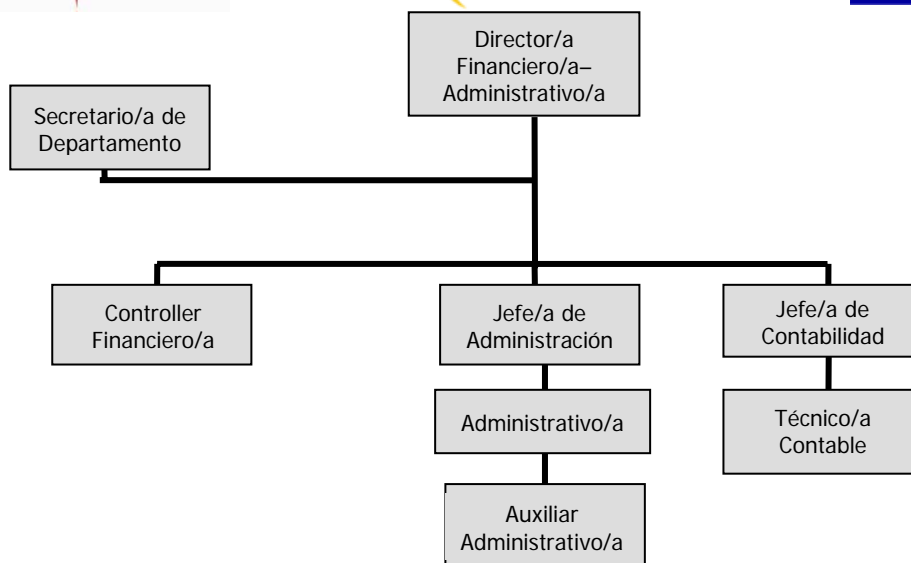 Director/a
Financiero/a–
Administrativo/a
Secretario/a de
Departamento
Controller
Financiero/a
Jefe/a de
Administración
Jefe/a de
Contabilidad
Administrativo/a
Técnico/a
Contable
Auxiliar
Administrativo/a